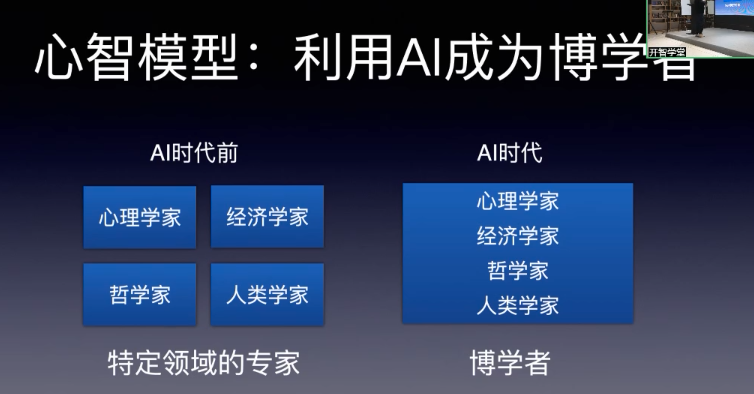 心智模型：利用AI成为博学者
开智学堂
AI时代前
AI时代
心理学家
经济学家
哲学家
人类学家
心理学家
经济学家
哲学家
人类学家
特定领域的专家
博学者